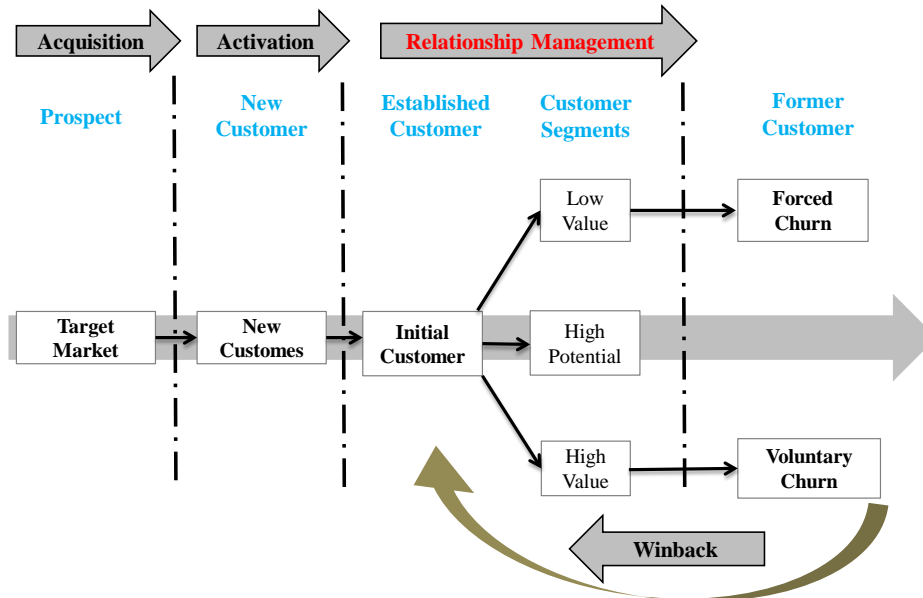 Acquisition
Activation
Relationship Management
Prospect
New
Customer
Established
Customer
Customer
Segments
Former
Customer
Low
Value
Forced
Churn
Target
Market
New
Customes
Initial
Customer
High
Potential
High
Value
Voluntary
Churn
Winback